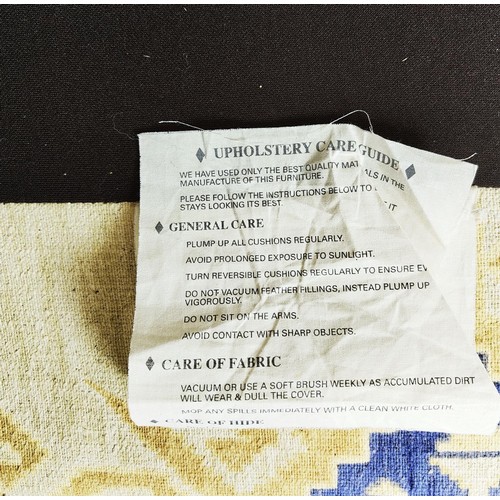 UPHOLSTERY CARE GUIDE
WE HAVE USED ONLY THE BEST QUALITY IN THE
MANUFACTURE OF THIS FURNITURE.
PLEASE FOLLOW THE INSTRUCTIONS BELOW TO IT
STAYS LOOKING ITS BEST.
GENERAL CARE
PLUMP UP ALL CUSHIONS REGULARLY.
AVOID PROLONGED EXPOSURE TO SUNLIGHT.
TURN REVERSIBLE CUSHIONS REGULARLY TO ENSURE
DO NOT VACUUM FEATHER FILLINGS, INSTEAD PLUMP UP
VIGOROUSLY.
DO NOT SIT ON THE ARMS.
AVOID CONTACT WITH SHARP OBJECTS.
CARE OF FABRIC
VACUUM OR USE A SOFT BRUSH WEEKLY AS ACCUMULATED DIRT
WILL WEAR & DULL THE COVER.
MOP ANY SPILLS IMMEDIATELY WITH A CLEAN WHITE CLOTH.
CARE OF HIDE